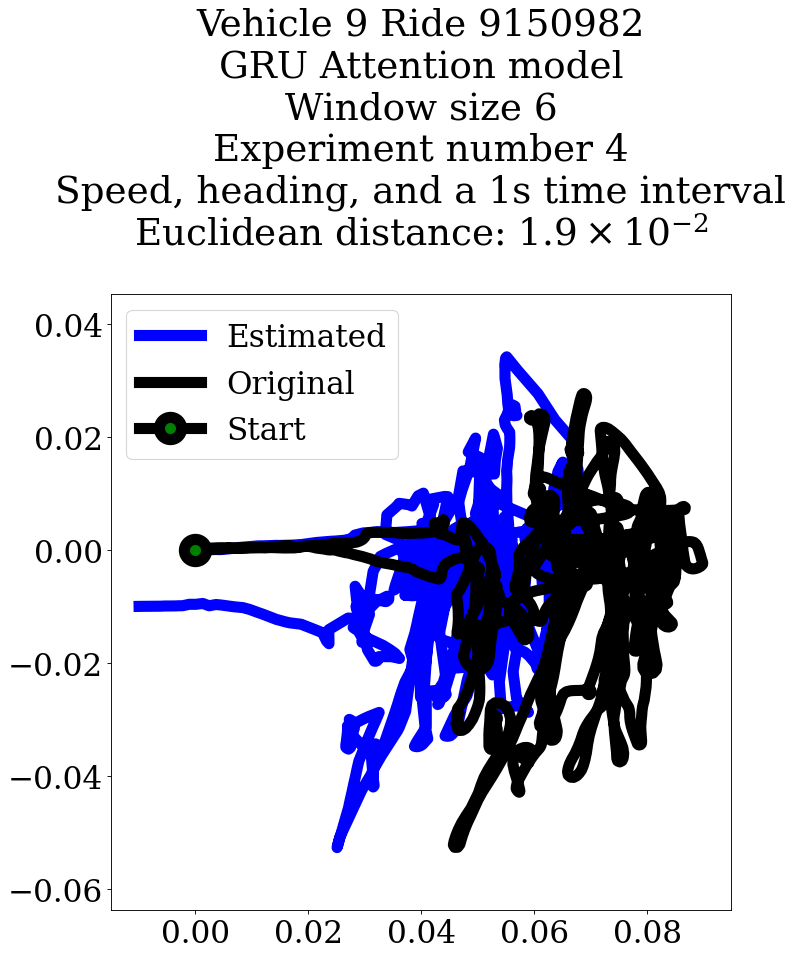 Vehicle 9 Ride 9150982
GRU Attention model
Window size 6
Experiment number 4
Speed, heading, and a 1s time interval
Euclidean distance: 1.9 × 10⁻²
Estimated
Original
Start
0.04
0.02
0.00
−0.02
−0.04
−0.06
0.00 0.02 0.04 0.06 0.08